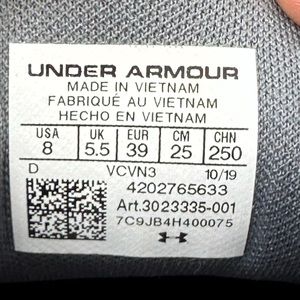 UNDER ARMOUR
MADE IN VIETNAM
FABRIQUÉ AU VIETNAM
HECHO EN VIETNAM
USA UK EUR CM CHN
8 5.5 39 25 250
D VCVN3 10/19
4202765633
Art.3023335-001
7C9JB4H400075